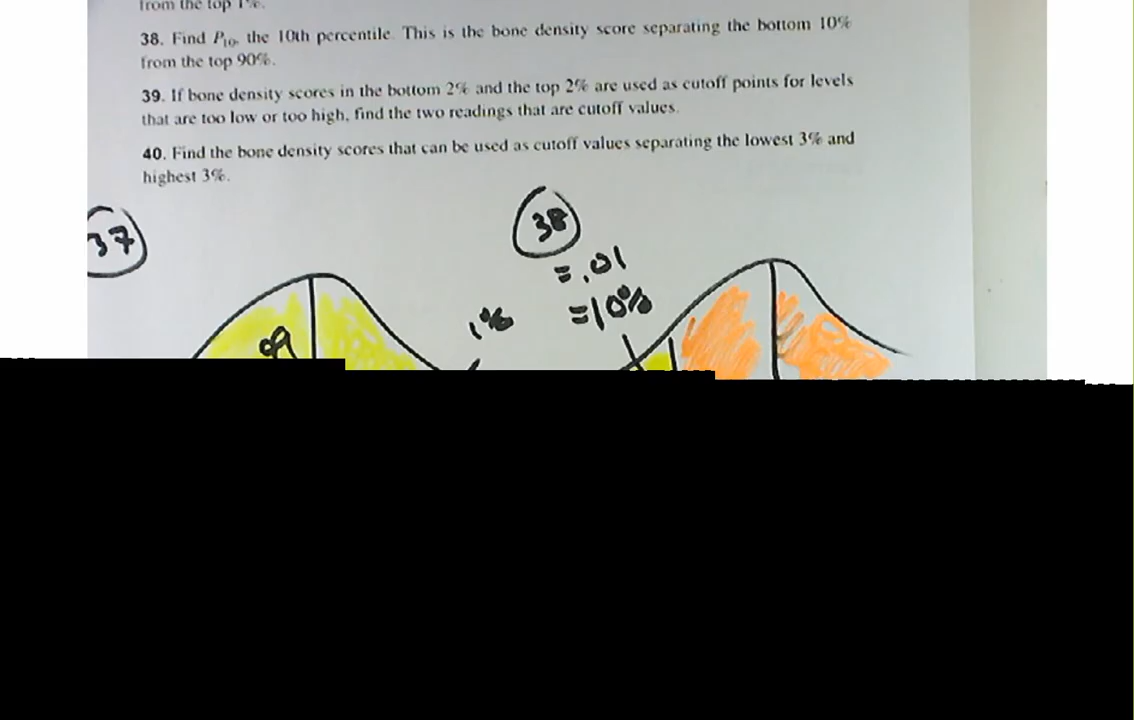 from the top 1%.
38. Find P10, the 10th percentile. This is the bone density score separating the bottom 10%
from the top 90%.
39. If bone density scores in the bottom 2% and the top 2% are used as cutoff points for levels
that are too low or too high, find the two readings that are cutoff values.
40. Find the bone density scores that can be used as cutoff values separating the lowest 3% and
highest 3%.
37
38
=.01
=10%
1%